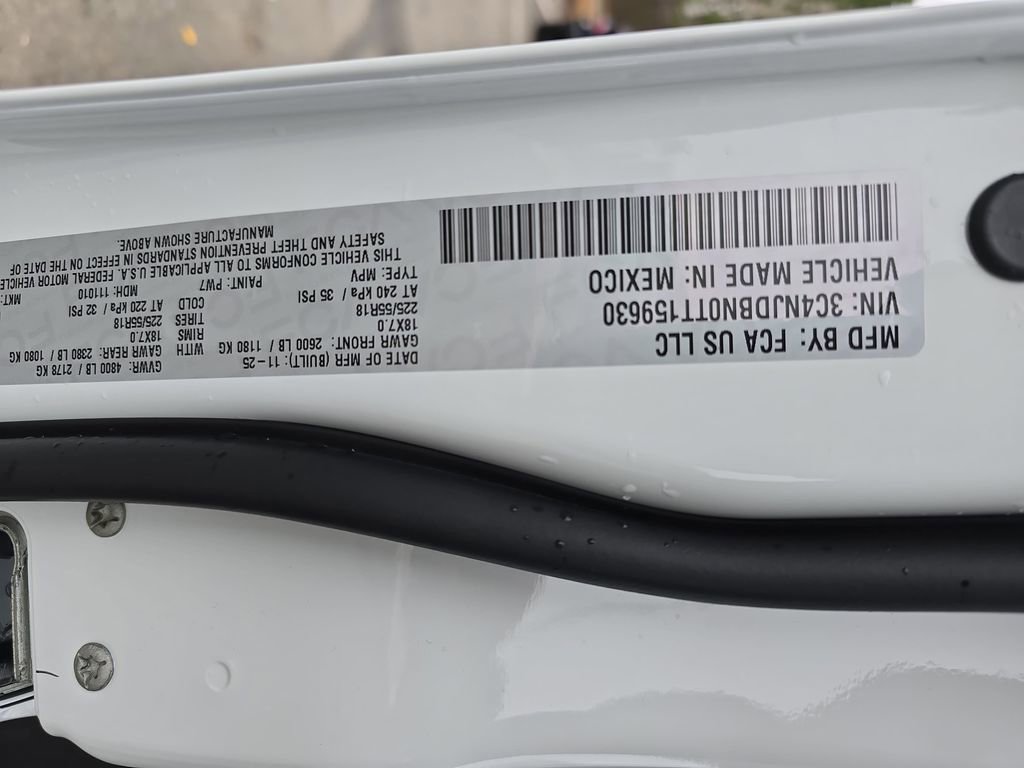 MFD BY: FCA US LLC
VIN: 3C4NJDBN0TT159630
VEHICLE MADE IN: MEXICO
DATE OF MFR (BUILT): 11-25 GVWR: 4800 LB / 2178 KG
GAWR FRONT: 2600 LB / 1180 KG WITH GAWR REAR: 2380 LB / 1080 KG
18X7.0 RIMS 18X7.0
225/55R18 TIRES 225/55R18
AT 240 kPa / 35 PSI COLD AT 220 kPa / 32 PSI
TYPE: MPV PAINT: PW7 MDH: 111010 MKT:
THIS VEHICLE CONFORMS TO ALL APPLICABLE U.S.A. FEDERAL MOTOR VEHICLE
SAFETY AND THEFT PREVENTION STANDARDS IN EFFECT ON THE DATE OF
MANUFACTURE SHOWN ABOVE.